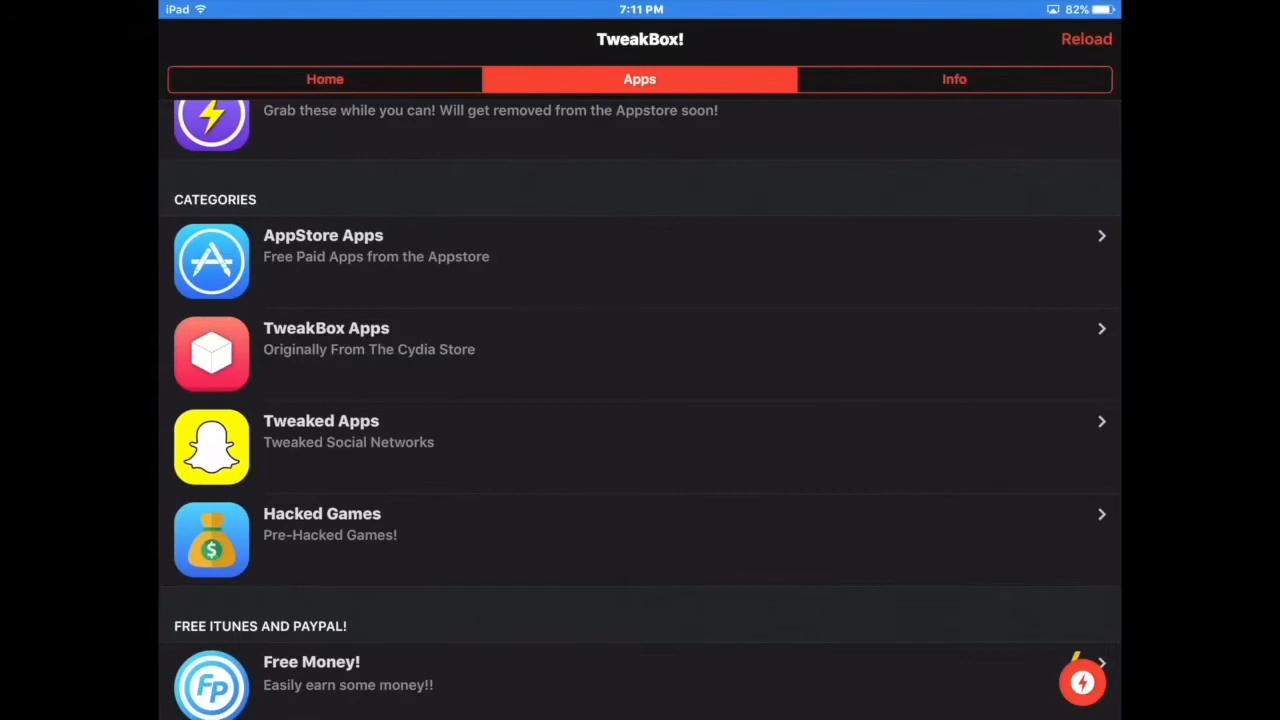 iPad
7:11 PM
82%
TweakBox!
Reload
Home
Apps
Info
Grab these while you can! Will get removed from the Appstore soon!
CATEGORIES
AppStore Apps
Free Paid Apps from the Appstore
TweakBox Apps
Originally From The Cydia Store
Tweaked Apps
Tweaked Social Networks
Hacked Games
Pre-Hacked Games!
$
FREE ITUNES AND PAYPAL!
Free Money!
Easily earn some money!!
FP